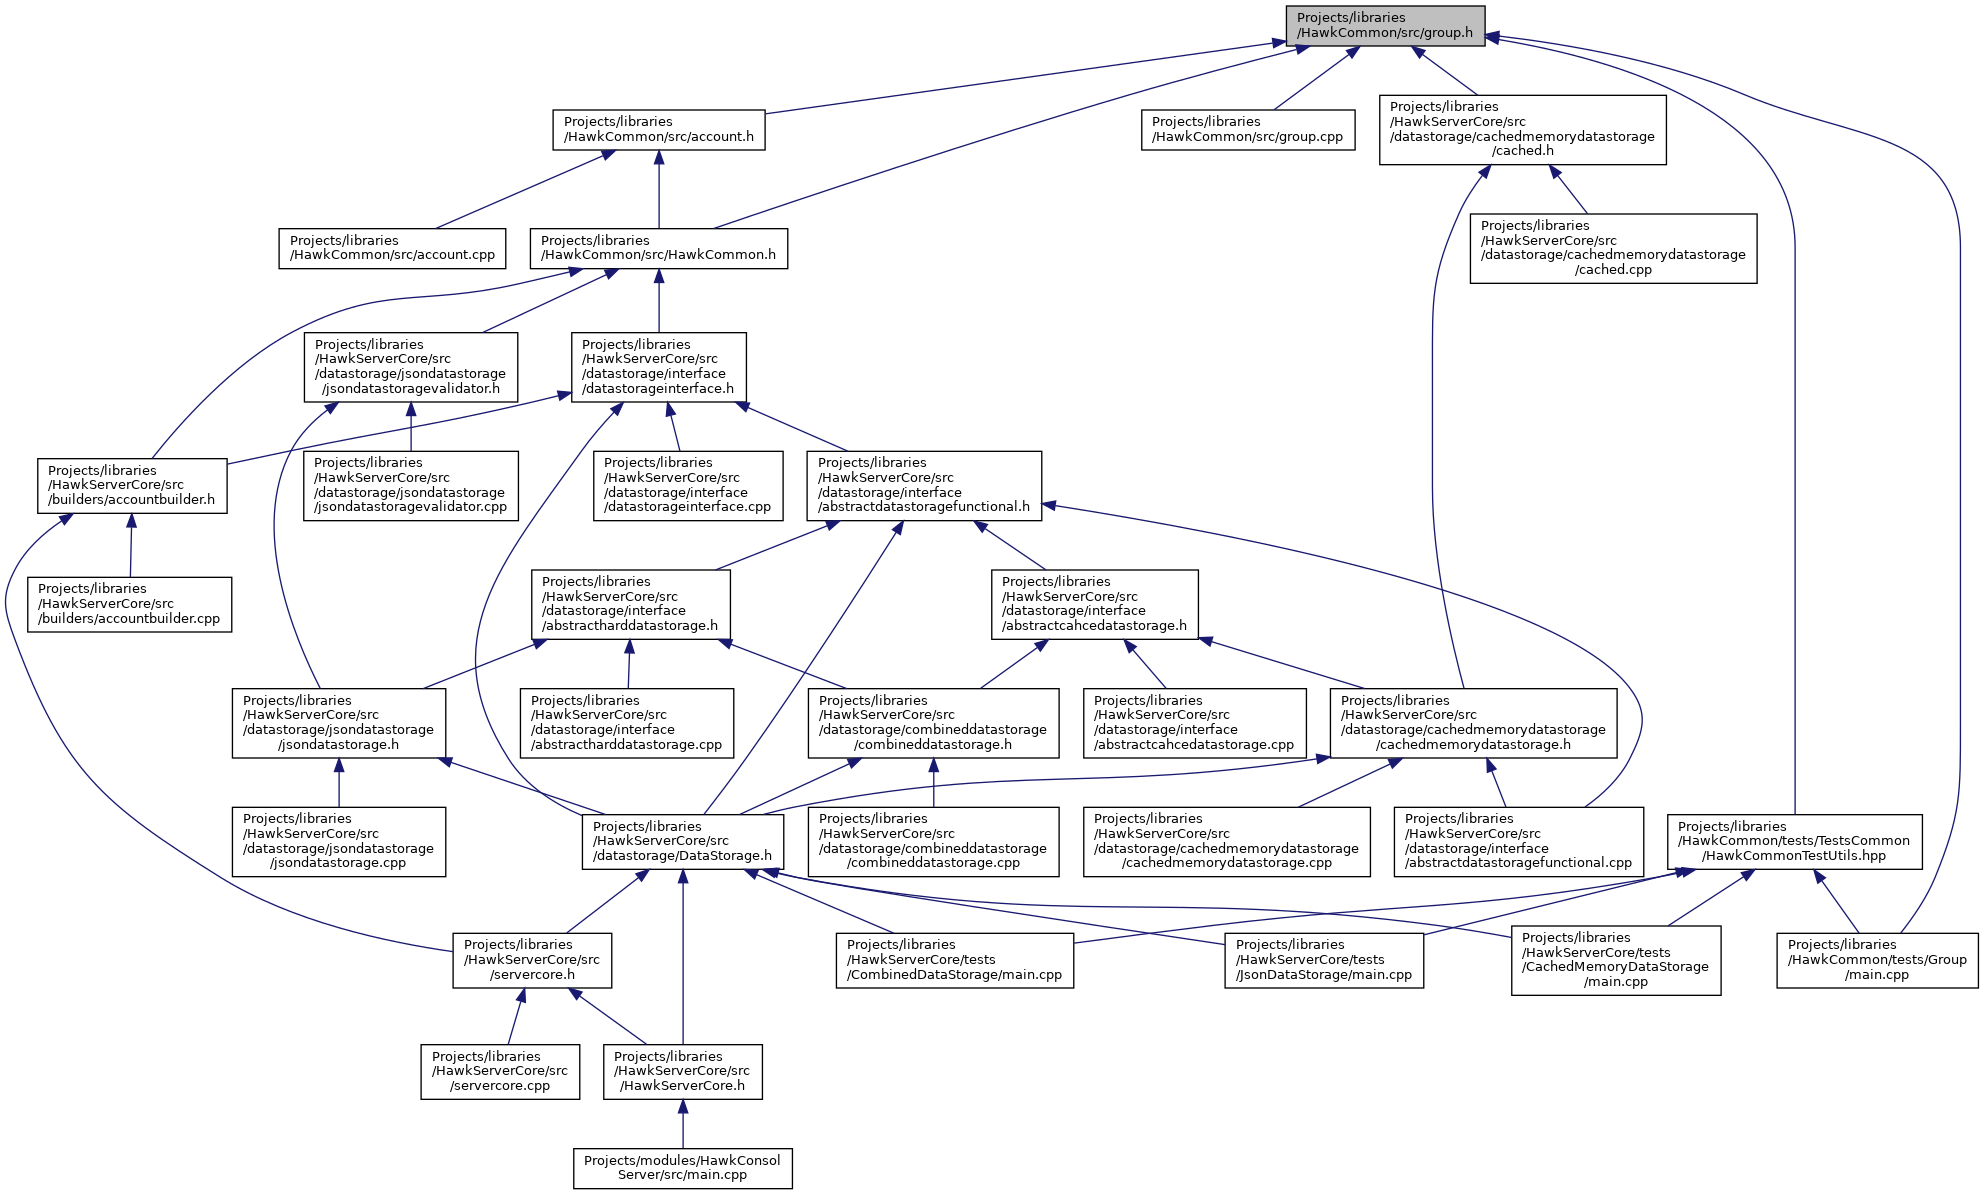 Projects/libraries
/HawkCommon/src/group.h
Projects/libraries
/HawkCommon/src/account.h
Projects/libraries
/HawkCommon/src/group.cpp
Projects/libraries
/HawkServerCore/src
/datastorage/cachedmemorydatastorage
/cached.h
Projects/libraries
/HawkCommon/src/account.cpp
Projects/libraries
/HawkCommon/src/HawkCommon.h
Projects/libraries
/HawkServerCore/src
/datastorage/cachedmemorydatastorage
/cached.cpp
Projects/libraries
/HawkServerCore/src
/datastorage/jsondatastorage
/jsondatastoragevalidator.h
Projects/libraries
/HawkServerCore/src
/datastorage/interface
/datastorageinterface.h
Projects/libraries
/HawkServerCore/src
/builders/accountbuilder.h
Projects/libraries
/HawkServerCore/src
/datastorage/jsondatastorage
/jsondatastoragevalidator.cpp
Projects/libraries
/HawkServerCore/src
/datastorage/interface
/datastorageinterface.cpp
Projects/libraries
/HawkServerCore/src
/datastorage/interface
/abstractdatastoragefunctional.h
Projects/libraries
/HawkServerCore/src
/builders/accountbuilder.cpp
Projects/libraries
/HawkServerCore/src
/datastorage/interface
/abstractharddatastorage.h
Projects/libraries
/HawkServerCore/src
/datastorage/interface
/abstractcahcedatastorage.h
Projects/libraries
/HawkServerCore/src
/datastorage/jsondatastorage
/jsondatastorage.h
Projects/libraries
/HawkServerCore/src
/datastorage/interface
/abstractharddatastorage.cpp
Projects/libraries
/HawkServerCore/src
/datastorage/combineddatastorage
/combineddatastorage.h
Projects/libraries
/HawkServerCore/src
/datastorage/interface
/abstractcahcedatastorage.cpp
Projects/libraries
/HawkServerCore/src
/datastorage/cachedmemorydatastorage
/cachedmemorydatastorage.h
Projects/libraries
/HawkServerCore/src
/datastorage/jsondatastorage
/jsondatastorage.cpp
Projects/libraries
/HawkServerCore/src
/datastorage/DataStorage.h
Projects/libraries
/HawkServerCore/src
/datastorage/combineddatastorage
/combineddatastorage.cpp
Projects/libraries
/HawkServerCore/src
/datastorage/cachedmemorydatastorage
/cachedmemorydatastorage.cpp
Projects/libraries
/HawkServerCore/src
/datastorage/interface
/abstractdatastoragefunctional.cpp
Projects/libraries
/HawkCommon/tests/TestsCommon
/HawkCommonTestUtils.hpp
Projects/libraries
/HawkServerCore/src
/servercore.h
Projects/libraries
/HawkServerCore/tests
/CombinedDataStorage/main.cpp
Projects/libraries
/HawkServerCore/tests
/JsonDataStorage/main.cpp
Projects/libraries
/HawkServerCore/tests
/CachedMemoryDataStorage
/main.cpp
Projects/libraries
/HawkCommon/tests/Group
/main.cpp
Projects/libraries
/HawkServerCore/src
/servercore.cpp
Projects/libraries
/HawkServerCore/src
/HawkServerCore.h
Projects/modules/HawkConsol
Server/src/main.cpp